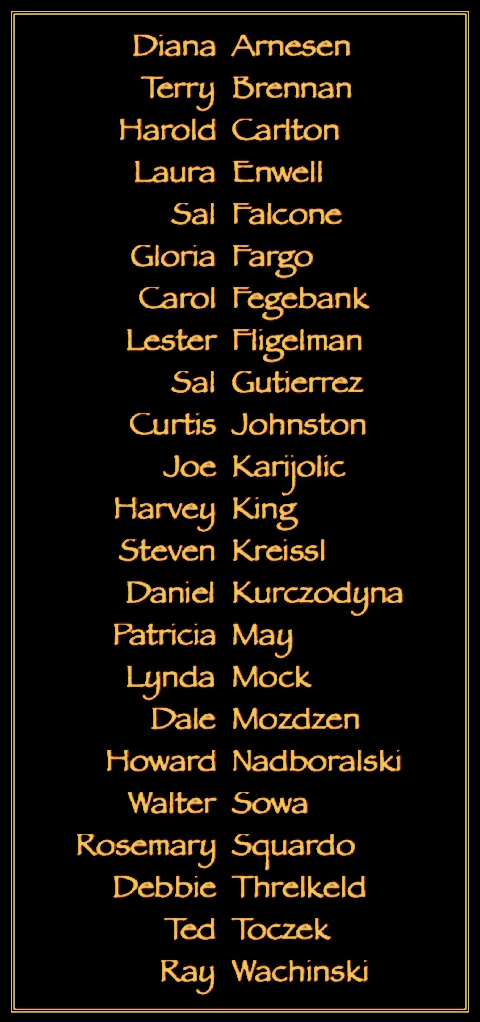 Diana Arnesen
Terry Brennan
Harold Carlton
Laura Enwell
Sal Falcone
Gloria Fargo
Carol Fegebank
Lester Fligelman
Sal Gutierrez
Curtis Johnston
Joe Karijolic
Harvey King
Steven Kreissl
Daniel Kurczodyna
Patricia May
Lynda Mock
Dale Mozdzen
Howard Nadboralski
Walter Sowa
Rosemary Squardo
Debbie Threlkeld
Ted Toczek
Ray Wachinski